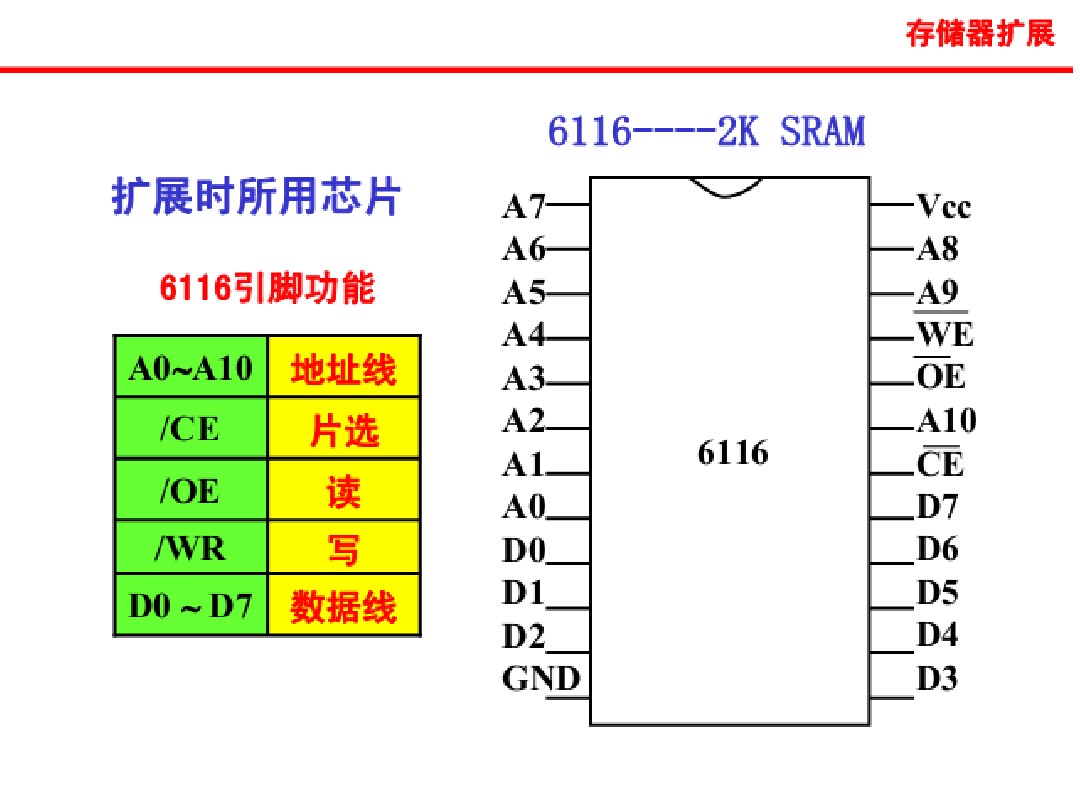 存储器扩展
6116----2K SRAM
扩展时所用芯片
6116引脚功能
A0~A10 地址线
/CE 片选
/OE 读
/WR 写
D0 ~ D7 数据线
A7
A6
A5
A4
A3
A2
A1
A0
D0
D1
D2
GND
6116
Vcc
A8
A9
W̅E̅
O̅E̅
A10
C̅E̅
D7
D6
D5
D4
D3